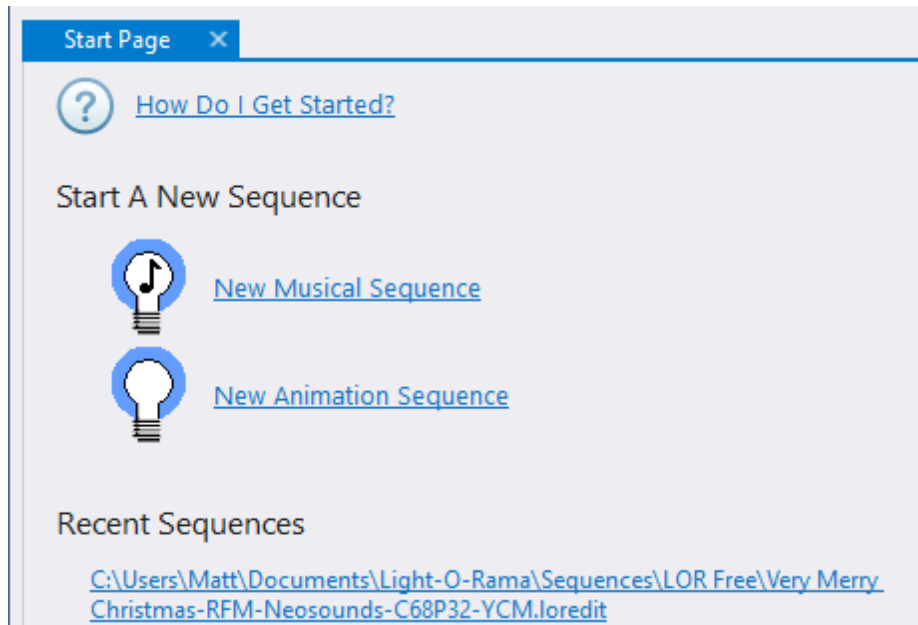 Start Page
How Do I Get Started?
Start A New Sequence
New Musical Sequence
New Animation Sequence
Recent Sequences
C:\Users\Matt\Documents\Light-O-Rama\Sequences\LOR Free\Very Merry
Christmas-RFM-Neosounds-C68P32-YCM.loredit